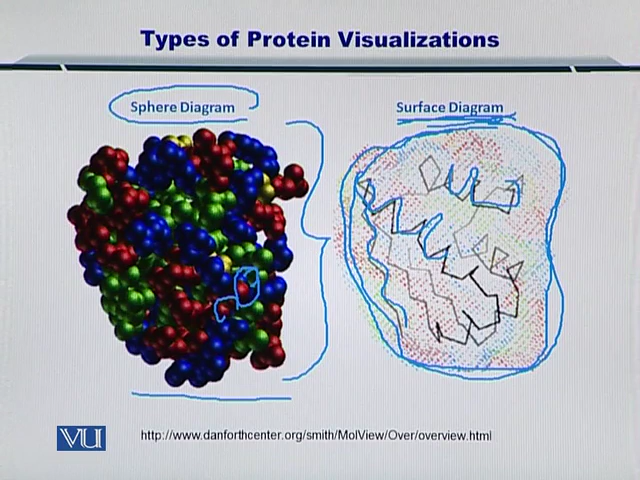 Types of Protein Visualizations
Sphere Diagram
Surface Diagram
VU
http://www.danforthcenter.org/smith/MolView/Over/overview.html